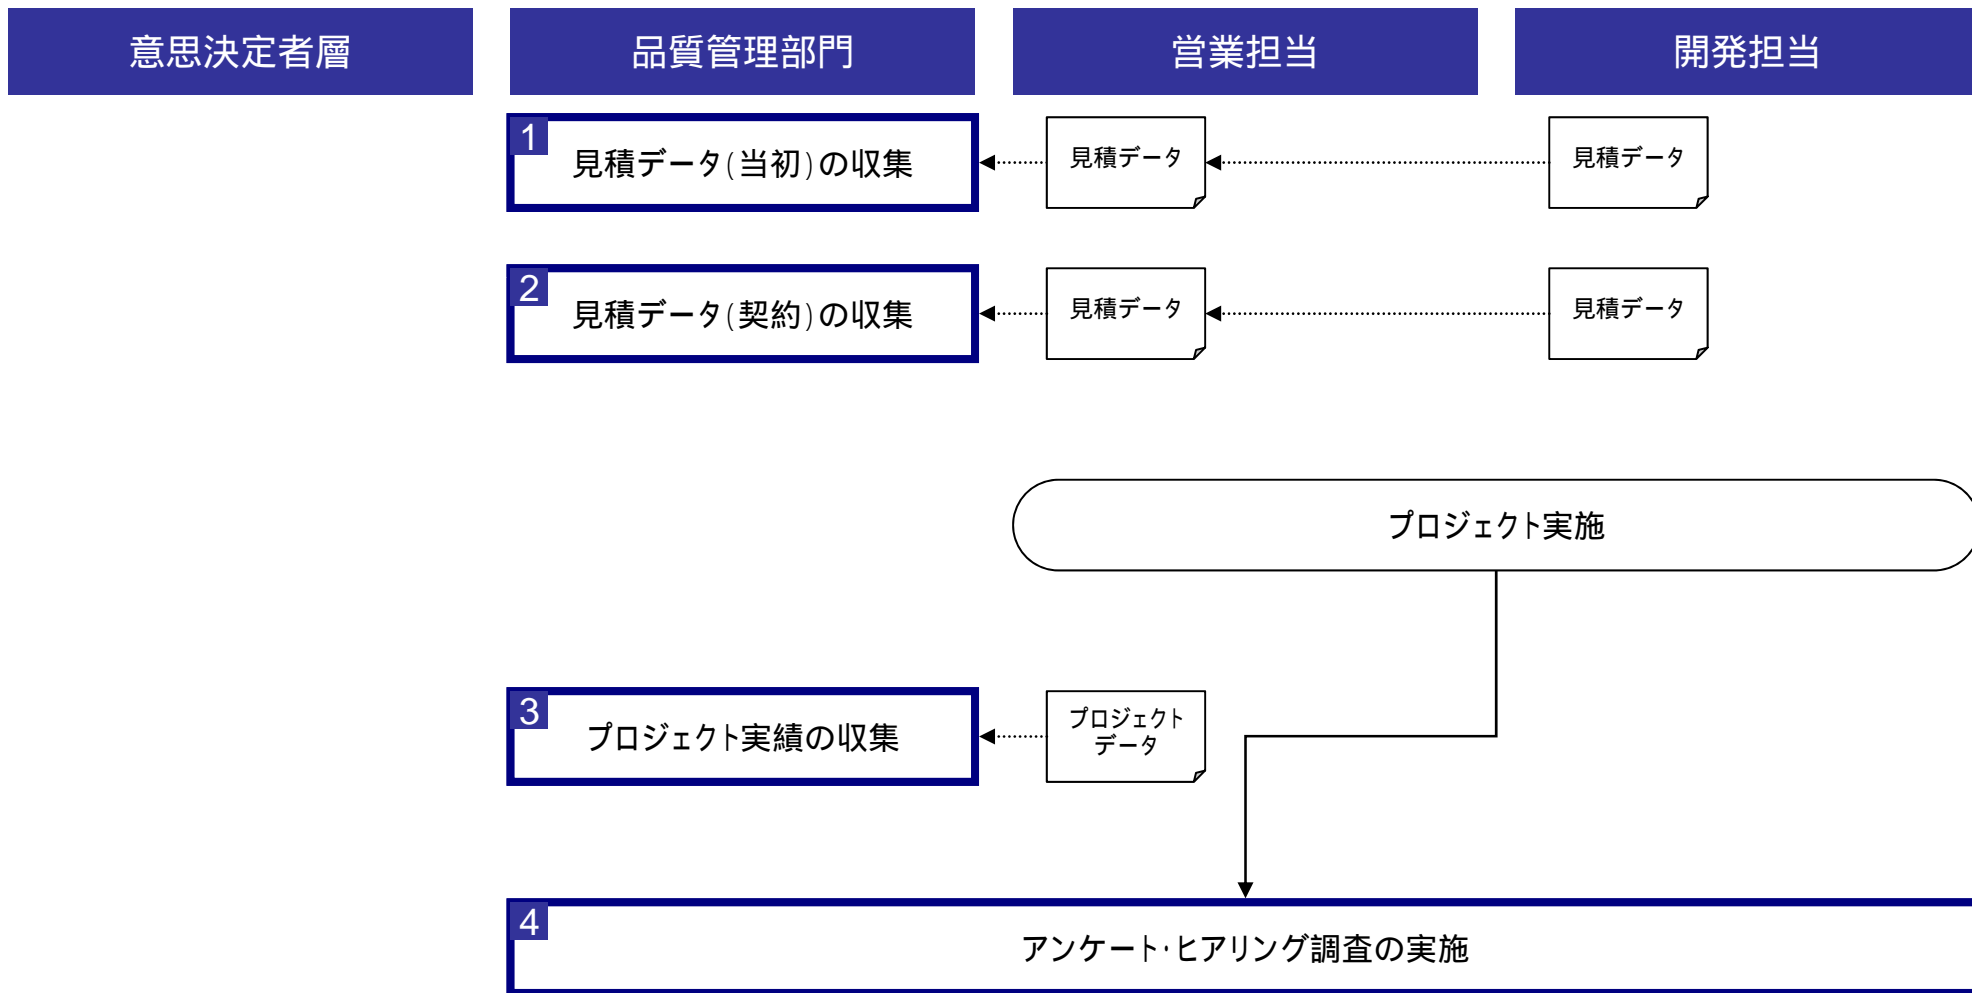 意思決定者層
品質管理部門
営業担当
開発担当
1
見積データ(当初)の収集
見積データ
見積データ
2
見積データ(契約)の収集
見積データ
見積データ
プロジェクト実施
3
プロジェクト実績の収集
プロジェクト
データ
4
アンケート・ヒアリング調査の実施